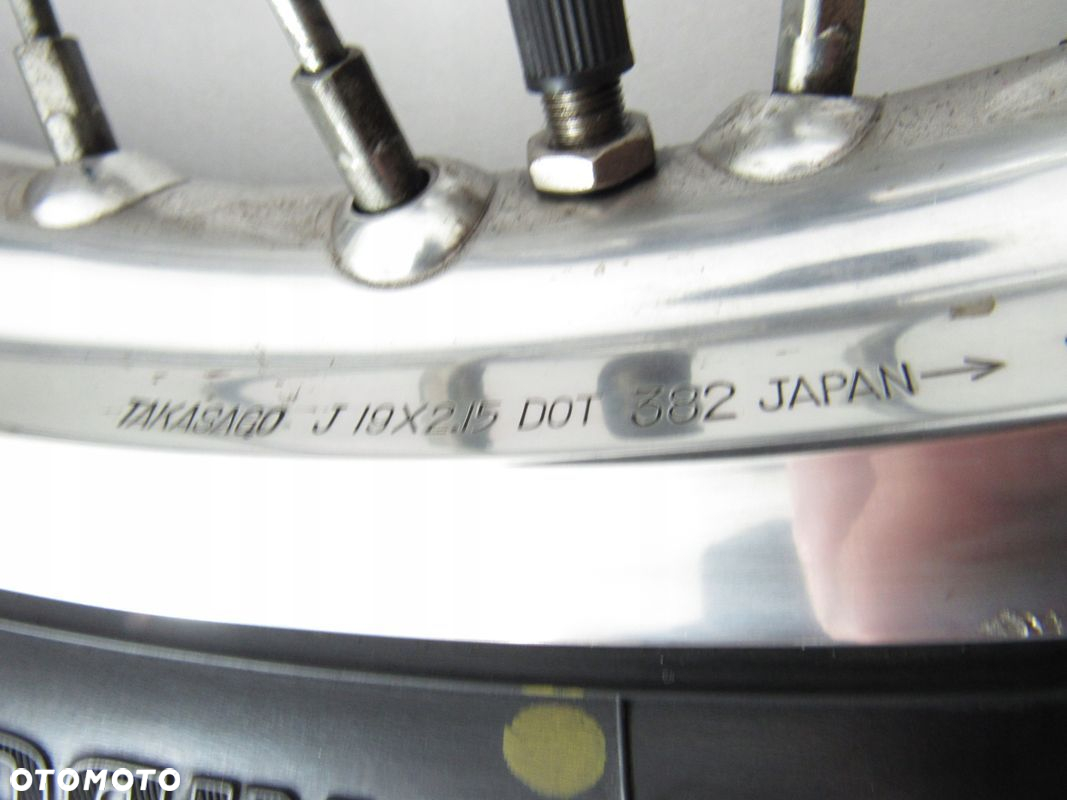 TAKASAGO J 19X2.15 DOT 382 JAPAN →
OTOMOTO